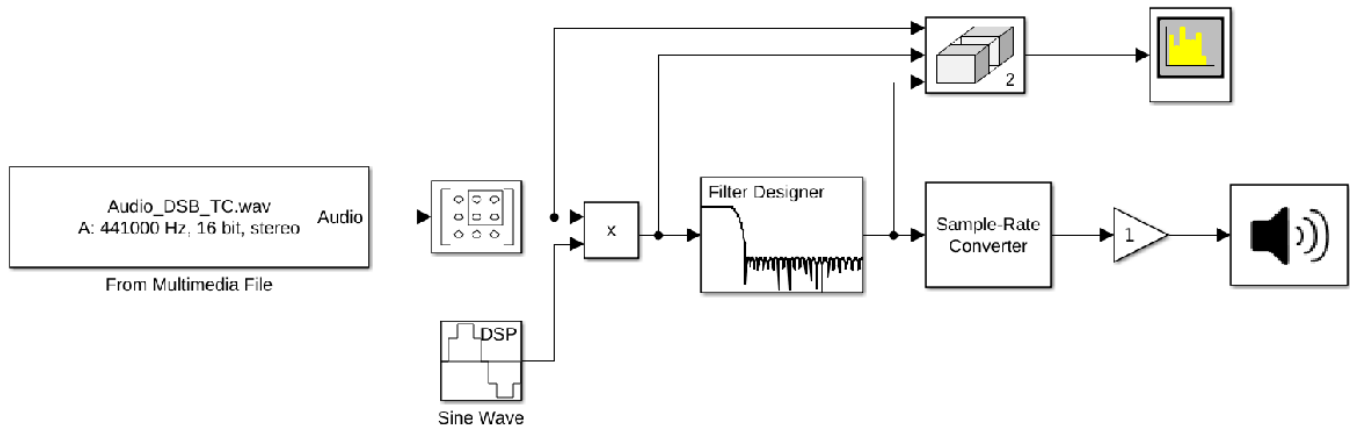 2
Audio_DSB_TC.wav
A: 441000 Hz, 16 bit, stereo
Audio
From Multimedia File
x
Filter Designer
Sample-Rate
Converter
1
DSP
Sine Wave